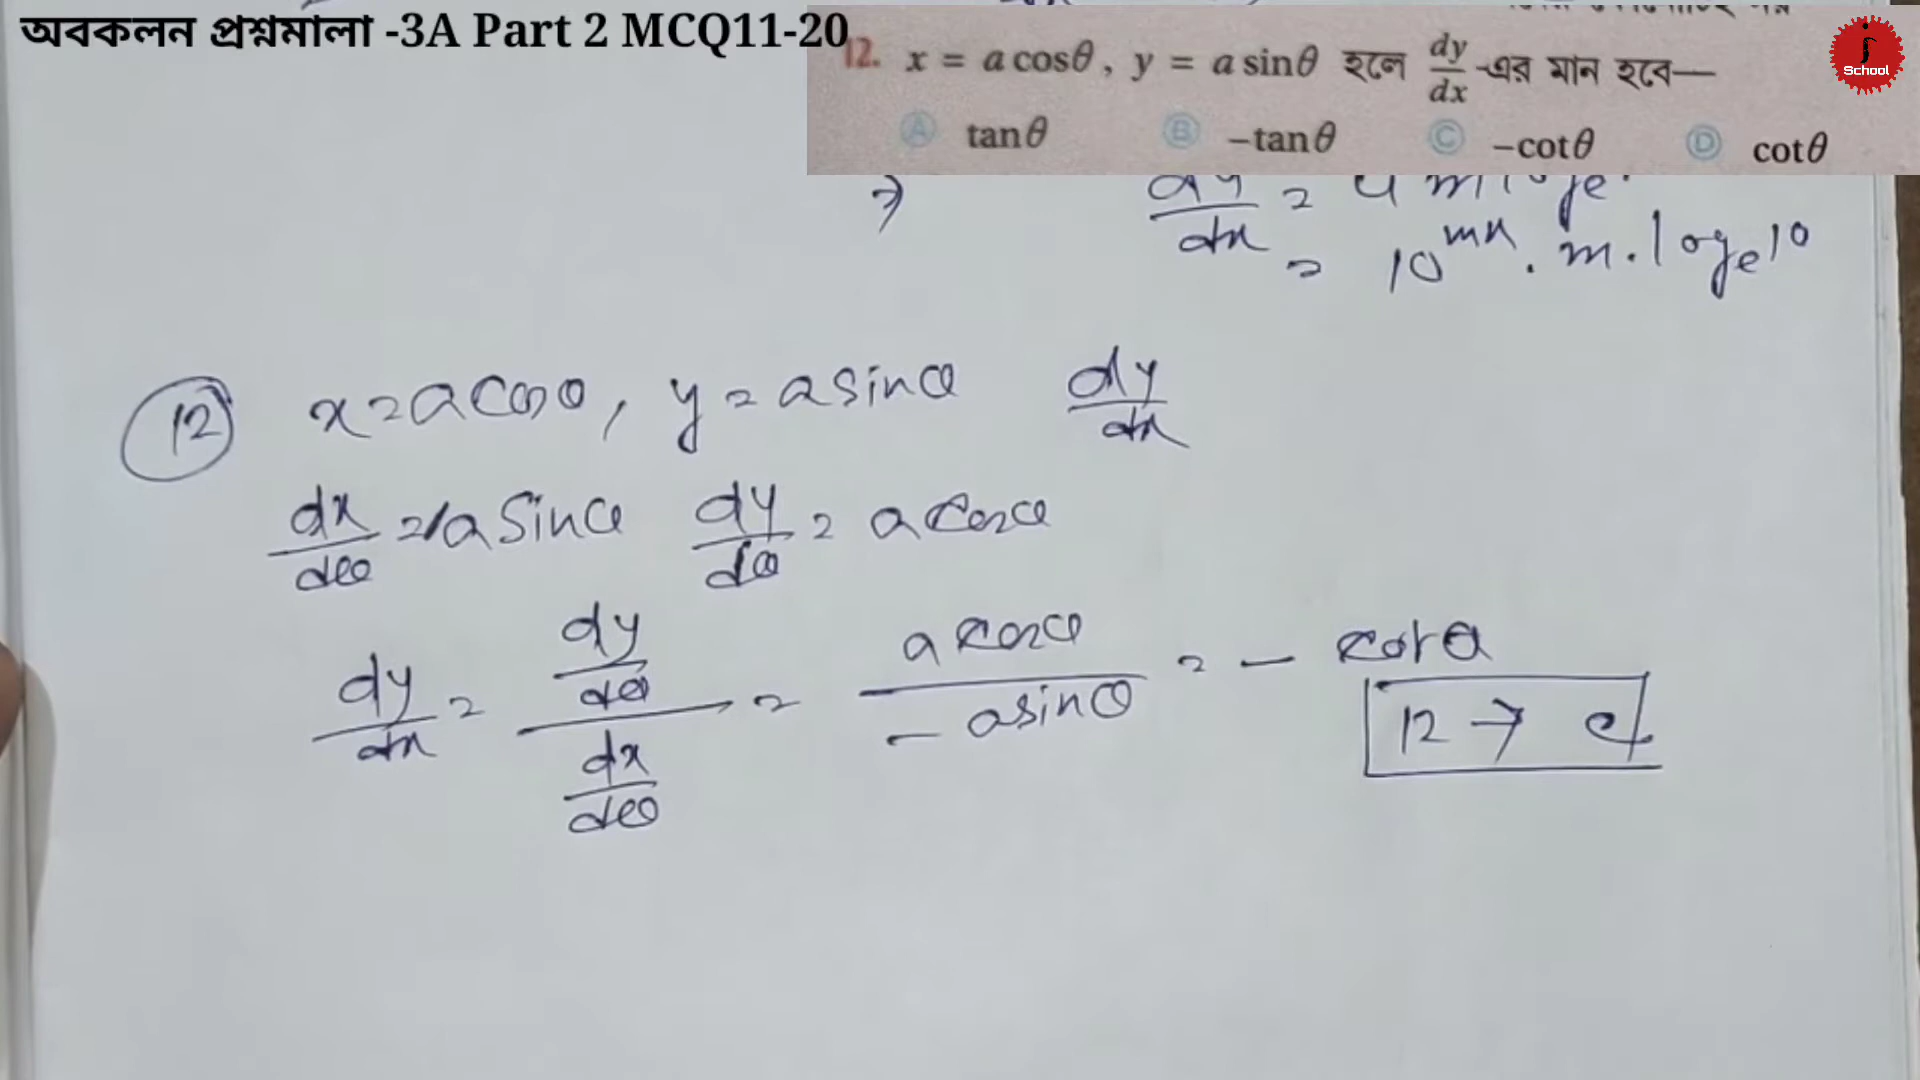 অবকলন প্রশ্নমালা -3A Part 2 MCQ11-20
12. x = a cosθ, y = a sinθ হলে dy/dx -এর মান হবে—
A tanθ B -tanθ C -cotθ D cotθ
School
dy/dx =
= 10^mx . m. log_e 10
12 x = a cosθ, y = a sinθ dy/dx
dx/dθ = -a sinθ dy/dθ = a cosθ
dy/dx = (dy/dθ)/(dx/dθ) = a cosθ/- a sinθ = - cotθ
12 → C